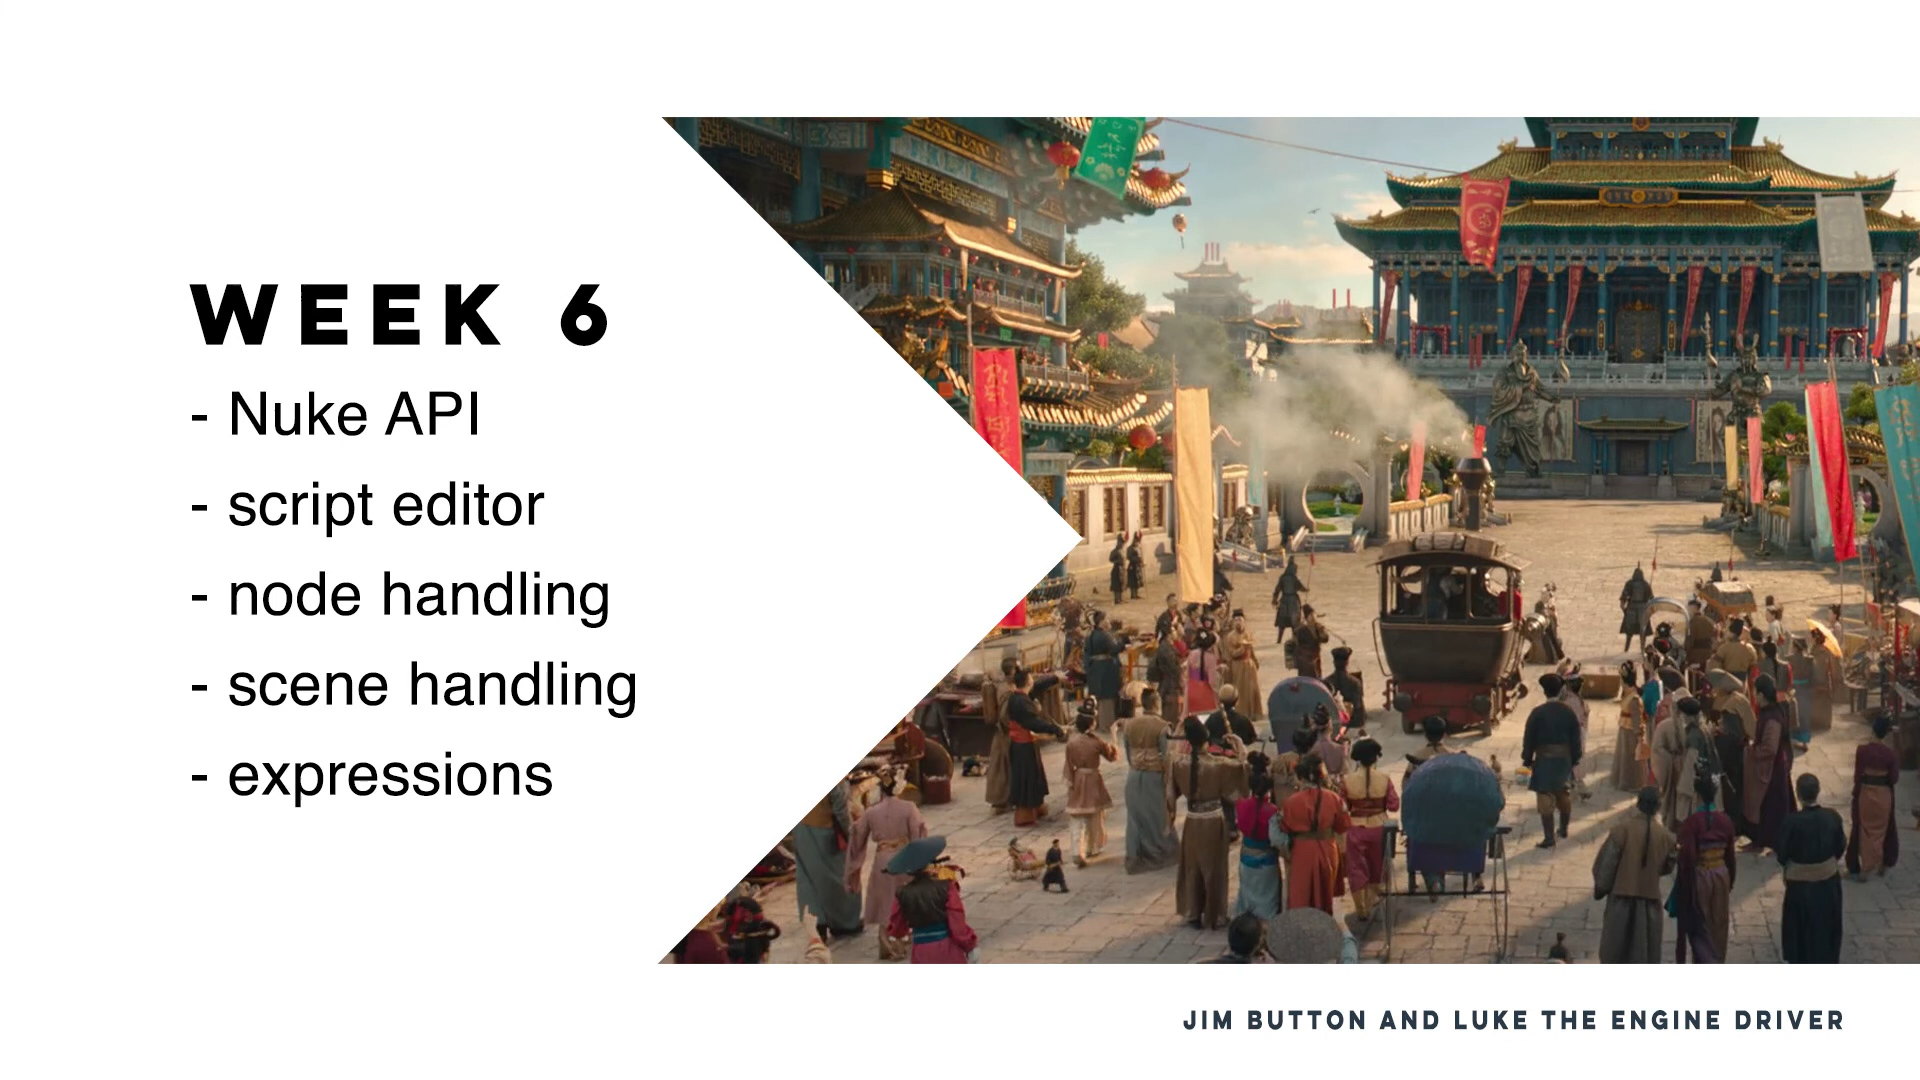 WEEK 6
- Nuke API
- script editor
- node handling
- scene handling
- expressions
JIM BUTTON AND LUKE THE ENGINE DRIVER